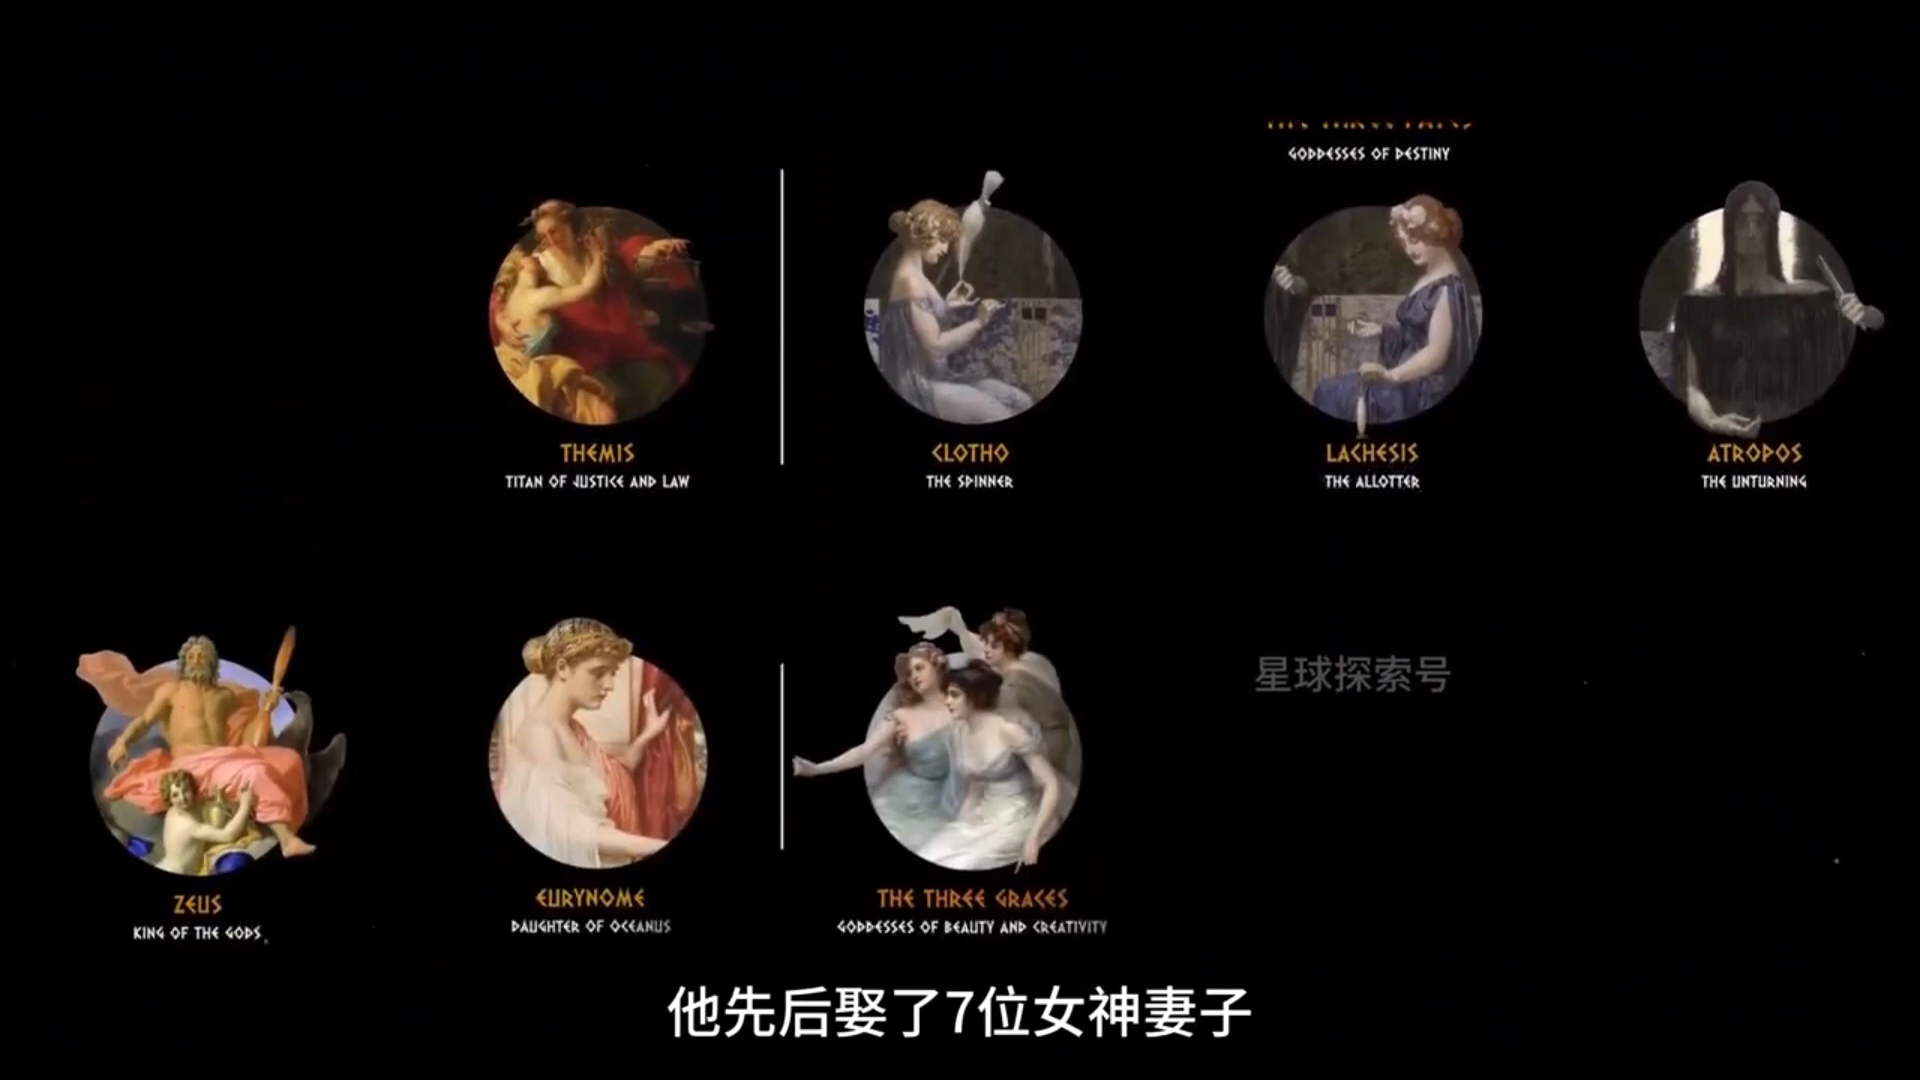 GODDESSES OF DESTINY
THEMIS
TITAN OF JUSTICE AND LAW
CLOTHO
THE SPINNER
LACHESIS
THE ALLOTTER
ATROPOS
THE UNTURNING
星球探索号
ZEUS
KING OF THE GODS
EURYNOME
DAUGHTER OF OCEANUS
THE THREE GRACES
GODDESSES OF BEAUTY AND CREATIVITY
他先后娶了7位女神妻子